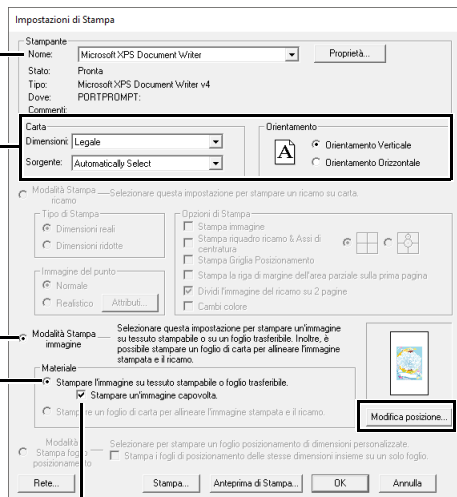 Impostazioni di Stampa
Stampante
Nome: Microsoft XPS Document Writer Proprietà...
Stato: Pronta
Tipo: Microsoft XPS Document Writer v4
Dove: PORTPROMPT:
Commenti:
Carta
Dimensioni: Legale
Sorgente: Automatically Select
Orientamento
A
Orientamento Verticale
Orientamento Orizzontale
Modalità Stampa ricamo
Selezionare questa impostazione per stampare un ricamo su carta.
Tipo di Stampa
Dimensioni reali
Dimensioni ridotte
Immagine del punto
Normale
Realistico Attributi...
Opzioni di Stampa
Stampa immagine
Stampa riquadro ricamo & Assi di
centratura
Stampa Griglia Posizionamento
Stampa la riga di margine dell'area parziale sulla prima pagina
Dividi l'immagine del ricamo su 2 pagine
Cambi colore
Modalità Stampa
immagine
Selezionare questa impostazione per stampare un'immagine
su tessuto stampabile o su un foglio trasferibile. Inoltre, è
possibile stampare un foglio di carta per allineare l'immagine
stampata e il ricamo.
Materiale
Stampare l'immagine su tessuto stampabile o foglio trasferibile.
Stampare un'immagine capovolta.
Stampare un foglio di carta per allineare l'immagine stampata e il ricamo.
Modifica posizione...
Modalità
Stampa foglio
posizionamento
Selezionare per stampare un foglio posizionamento di dimensioni personalizzate.
Stampa i fogli di posizionamento delle stesse dimensioni insieme su un solo foglio.
Rete... Stampa... Anteprima di Stampa... OK Annulla